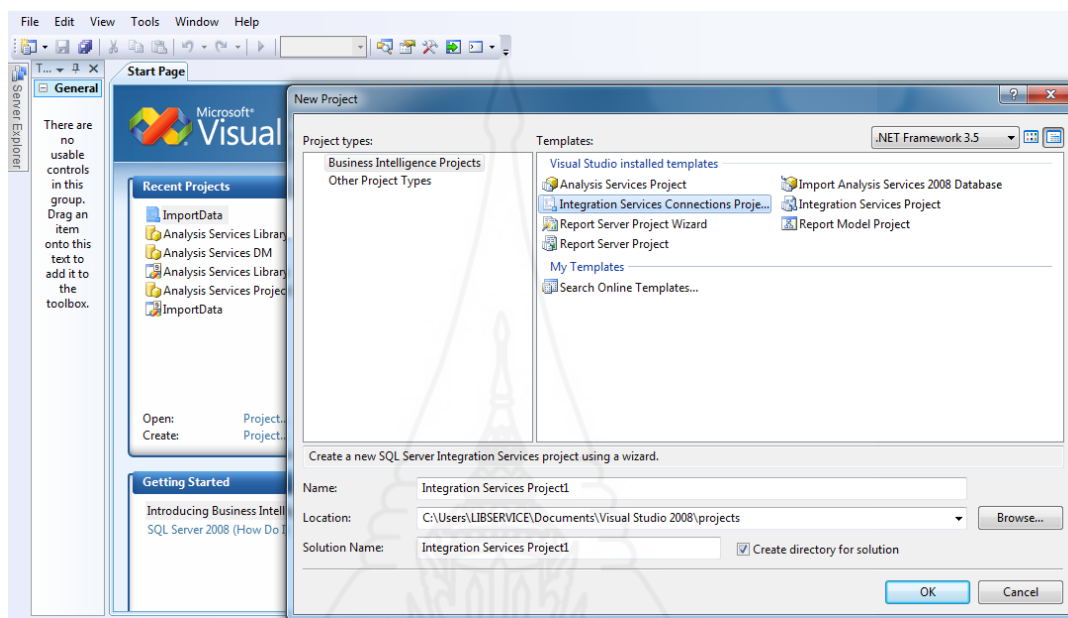 File Edit View Tools Window Help
Server Explorer
T...
General
There are
no
usable
controls
in this
group.
Drag an
item
onto this
text to
add it to
the
toolbox.
Start Page
Microsoft®
Visual
Recent Projects
ImportData
Analysis Services Library
Analysis Services DM
Analysis Services Library
Analysis Services Projec
ImportData
Open: Project...
Create: Project...
Getting Started
Introducing Business Intell
SQL Server 2008 (How Do I
New Project
Project types:
Business Intelligence Projects
Other Project Types
Templates:
.NET Framework 3.5
Visual Studio installed templates
Analysis Services Project
Import Analysis Services 2008 Database
Integration Services Connections Proje...
Integration Services Project
Report Server Project Wizard
Report Model Project
Report Server Project
My Templates
Search Online Templates...
Create a new SQL Server Integration Services project using a wizard.
Name: Integration Services Project1
Location: C:\Users\LIBSERVICE\Documents\Visual Studio 2008\projects
Browse...
Solution Name: Integration Services Project1
Create directory for solution
OK Cancel